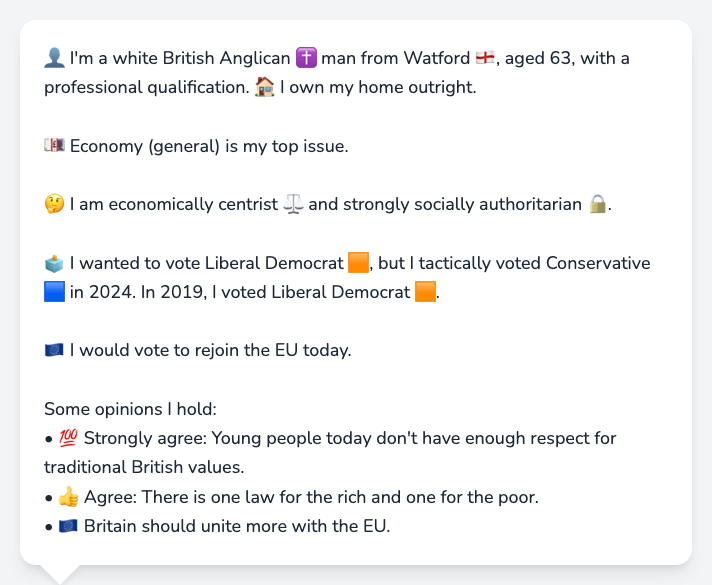 👤 I'm a white British Anglican ✝️ man from Watford 🏴󠁧󠁢󠁥󠁮󠁧󠁿, aged 63, with a
professional qualification. 🏠 I own my home outright.
💷 Economy (general) is my top issue.
🤔 I am economically centrist ⚖️ and strongly socially authoritarian 🔒.
🗳️ I wanted to vote Liberal Democrat 🟧, but I tactically voted Conservative
🟦 in 2024. In 2019, I voted Liberal Democrat 🟧.
🇪🇺 I would vote to rejoin the EU today.
Some opinions I hold:
• 💯 Strongly agree: Young people today don't have enough respect for
traditional British values.
• 👍 Agree: There is one law for the rich and one for the poor.
• 🇪🇺 Britain should unite more with the EU.